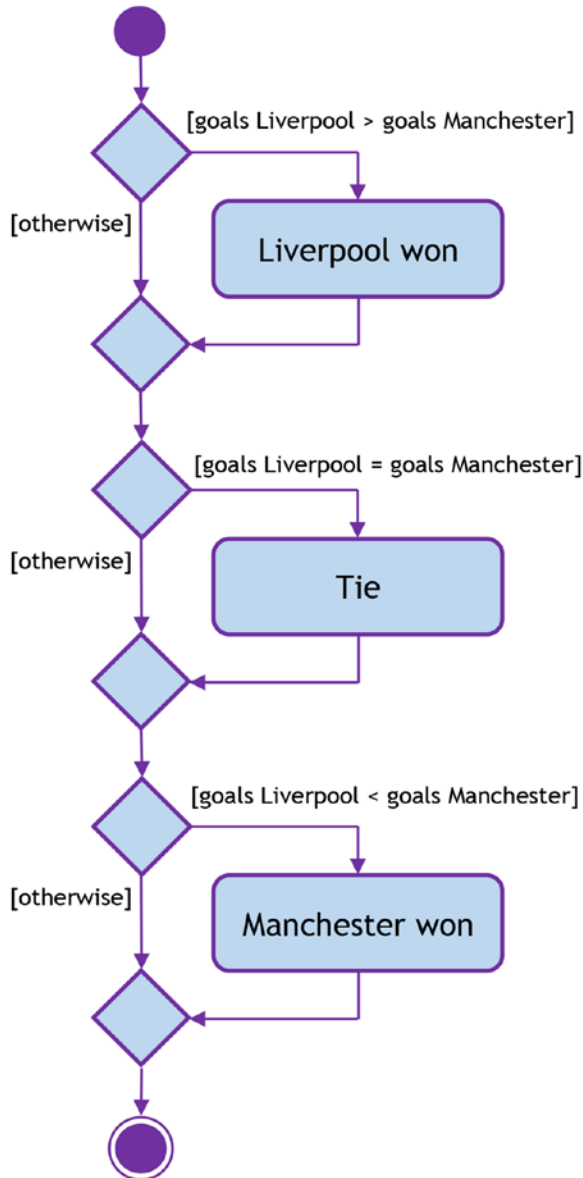 [goals Liverpool > goals Manchester]
[otherwise]
Liverpool won
[goals Liverpool = goals Manchester]
[otherwise]
Tie
[goals Liverpool < goals Manchester]
[otherwise]
Manchester won